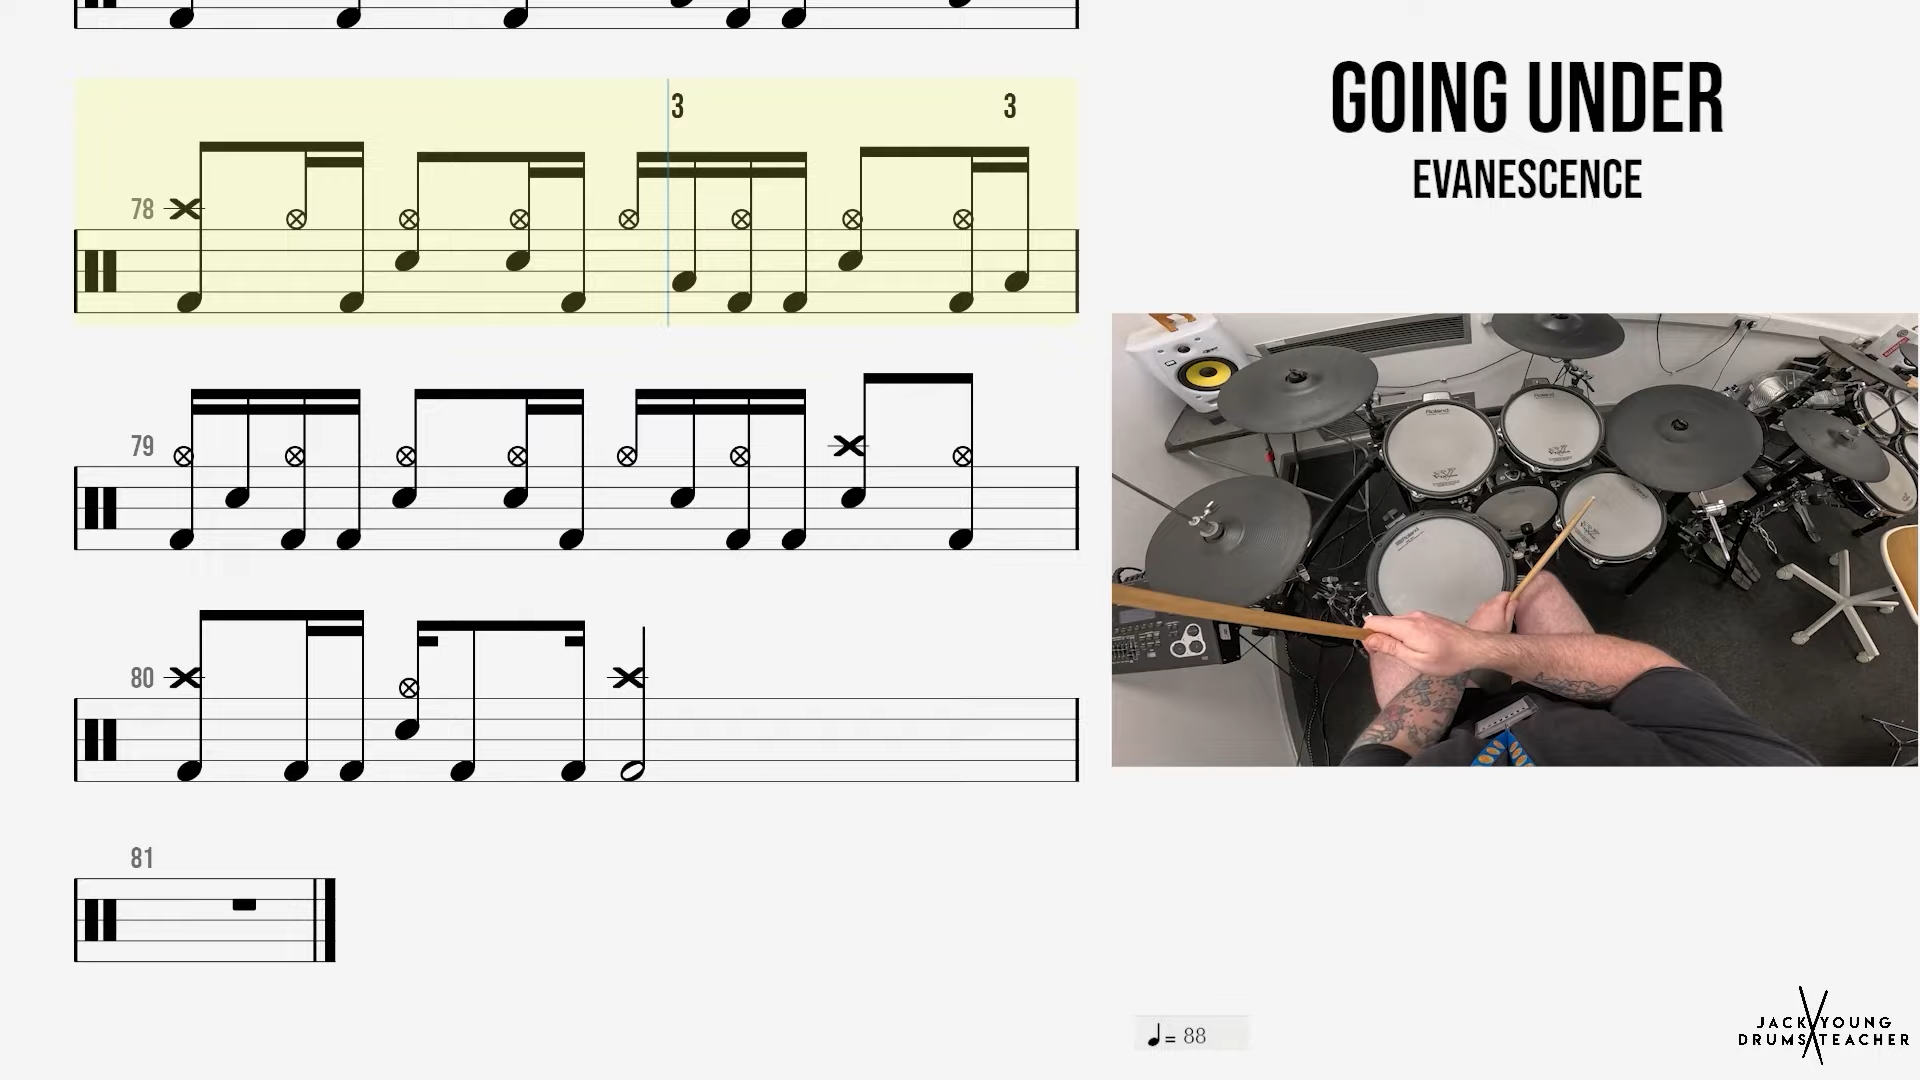 GOING UNDER
EVANESCENCE
3 3
78
79
80
81
= 88
JACK YOUNG
DRUMS TEACHER